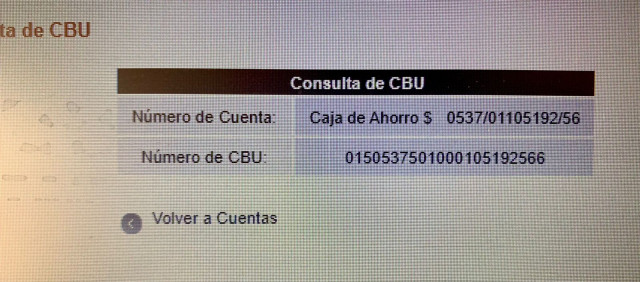 ta de CBU
Consulta de CBU
Número de Cuenta: Caja de Ahorro $ 0537/01105192/56
Número de CBU: 0150537501000105192566
Volver a Cuentas